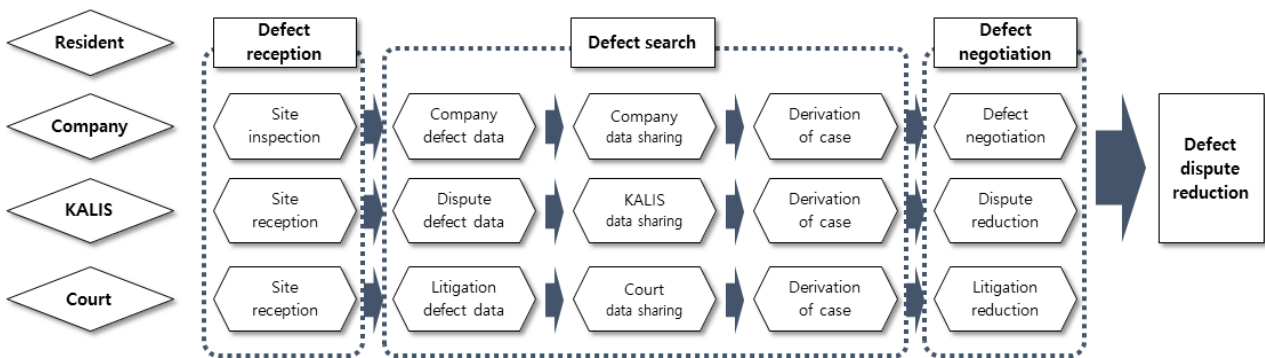 Resident
Defect
reception
Defect search
Defect
negotiation
Company
Site
inspection
Company
defect data
Company
data sharing
Derivation
of case
Defect
negotiation
Defect
dispute
reduction
KALIS
Site
reception
Dispute
defect data
KALIS
data sharing
Derivation
of case
Dispute
reduction
Court
Site
reception
Litigation
defect data
Court
data sharing
Derivation
of case
Litigation
reduction